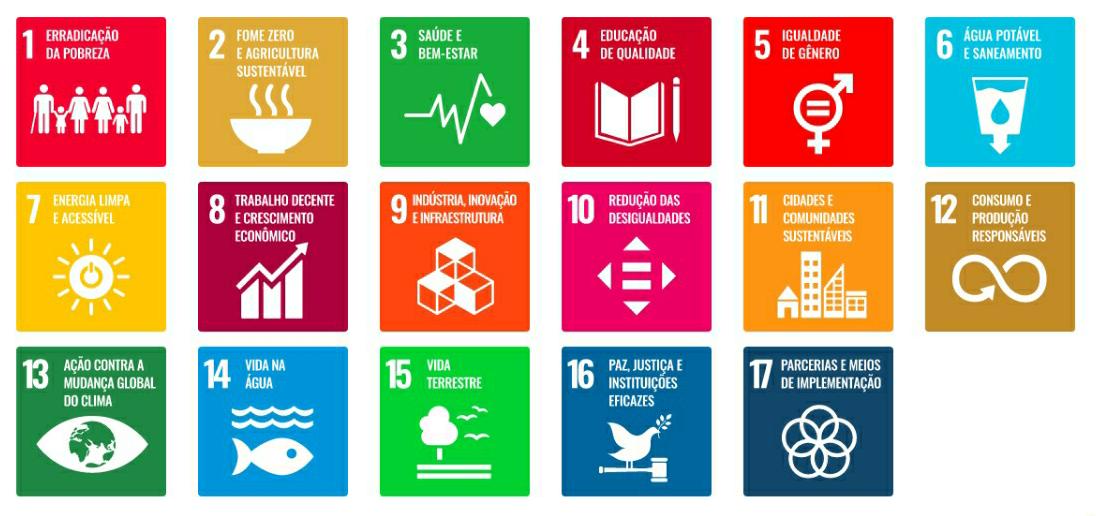 1 ERRADICAÇÃO
DA POBREZA
2 FOME ZERO
E AGRICULTURA
SUSTENTÁVEL
3 SAÚDE E
BEM-ESTAR
4 EDUCAÇÃO
DE QUALIDADE
5 IGUALDADE
DE GÊNERO
6 ÁGUA POTÁVEL
E SANEAMENTO
7 ENERGIA LIMPA
E ACESSÍVEL
8 TRABALHO DECENTE
E CRESCIMENTO
ECONÔMICO
9 INDÚSTRIA, INOVAÇÃO
E INFRAESTRUTURA
10 REDUÇÃO DAS
DESIGUALDADES
11 CIDADES E
COMUNIDADES
SUSTENTÁVEIS
12 CONSUMO E
PRODUÇÃO
RESPONSÁVEIS
13 AÇÃO CONTRA A
MUDANÇA GLOBAL
DO CLIMA
14 VIDA NA
ÁGUA
15 VIDA
TERRESTRE
16 PAZ, JUSTIÇA E
INSTITUIÇÕES
EFICAZES
17 PARCERIAS E MEIOS
DE IMPLEMENTAÇÃO